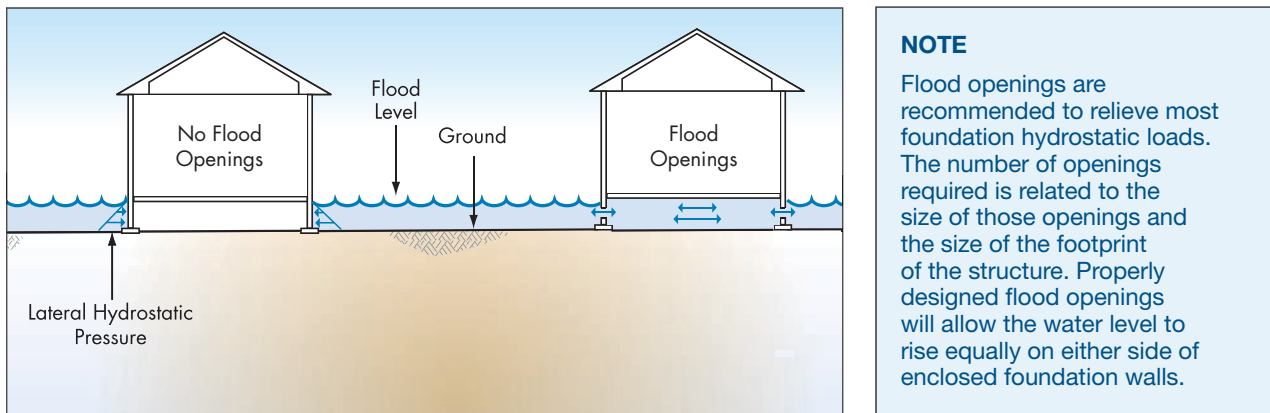 No Flood
Openings
Flood
Level
Ground
Flood
Openings
Lateral Hydrostatic
Pressure
NOTE
Flood openings are
recommended to relieve most
foundation hydrostatic loads.
The number of openings
required is related to the
size of those openings and
the size of the footprint
of the structure. Properly
designed flood openings
will allow the water level to
rise equally on either side of
enclosed foundation walls.